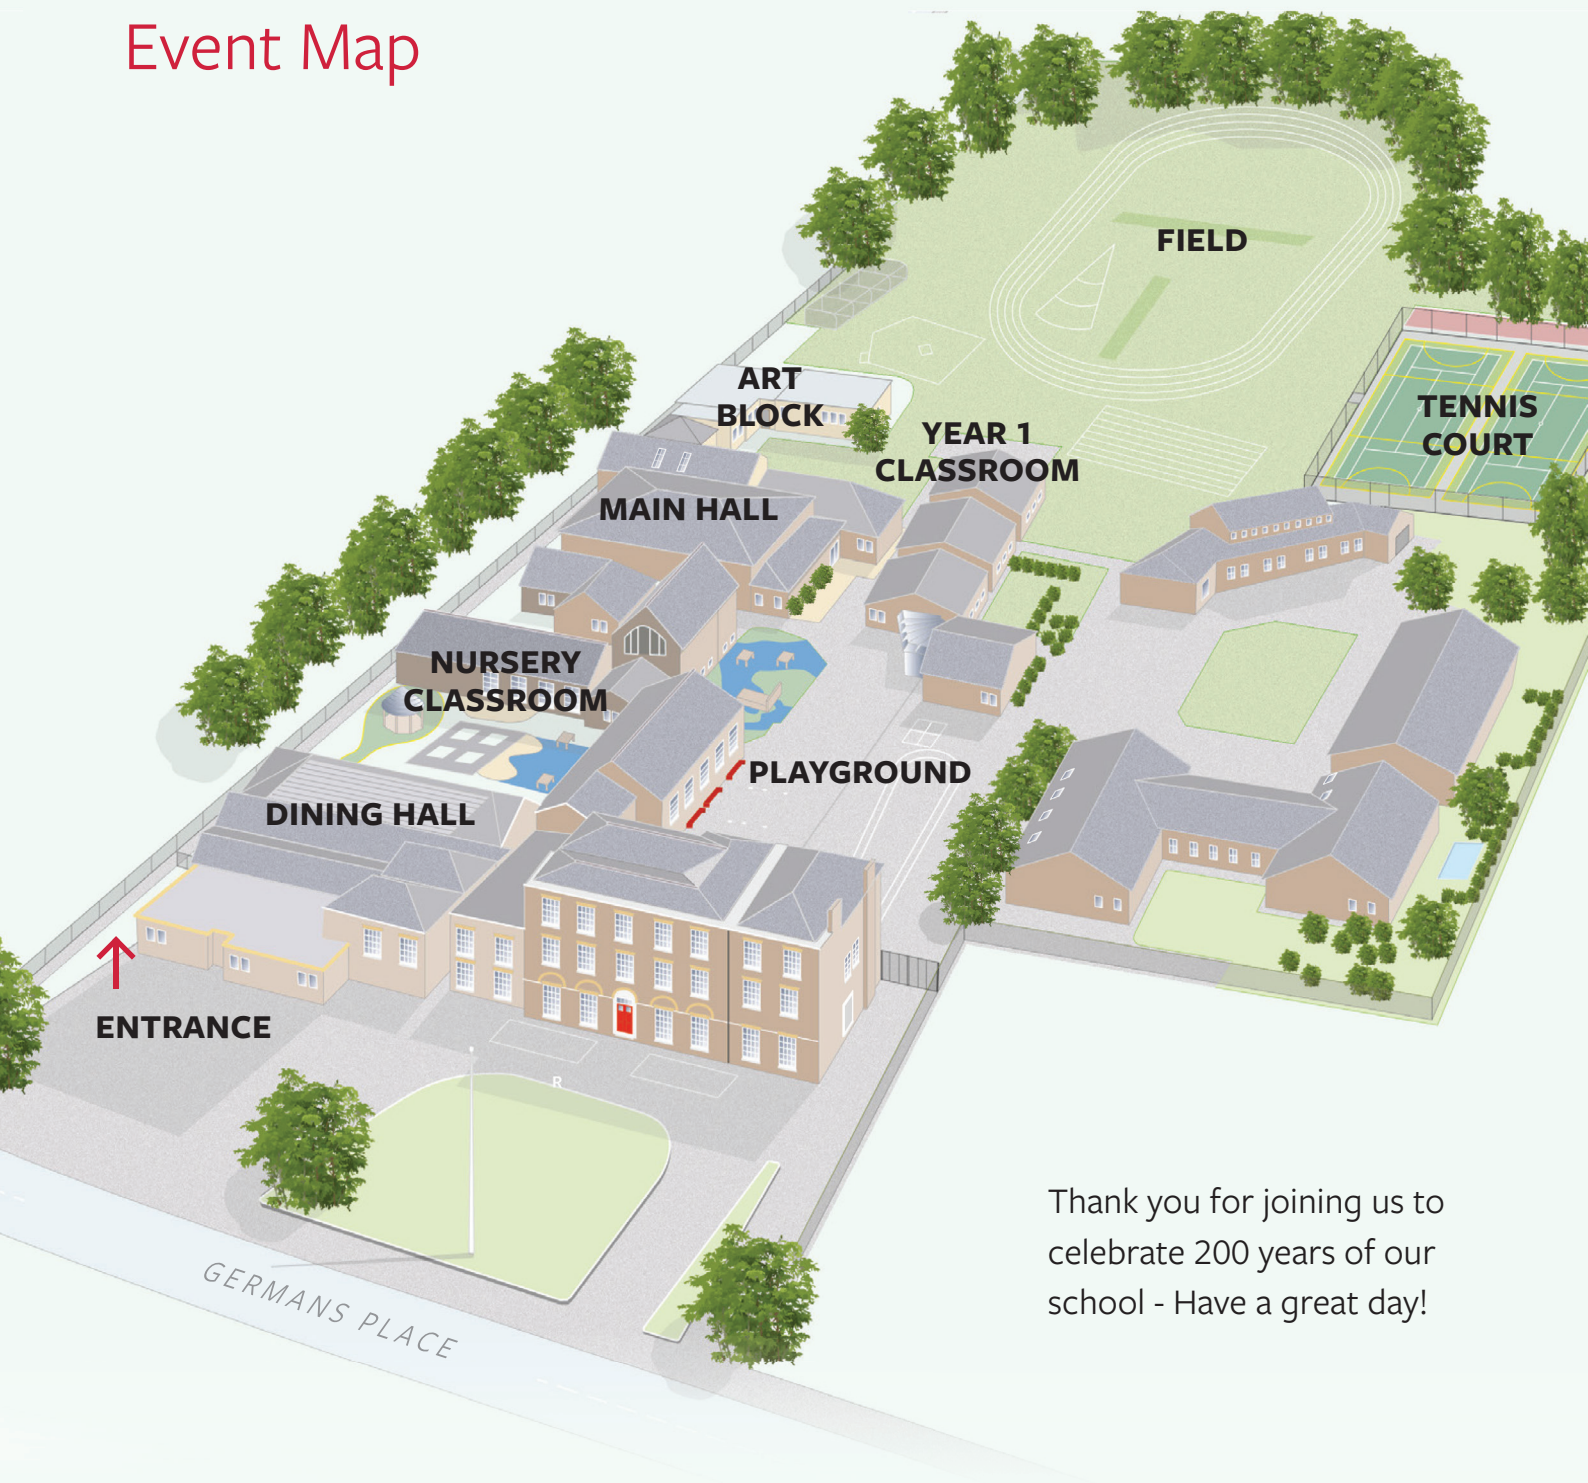 Event Map
FIELD
ART
BLOCK
YEAR 1
CLASSROOM
TENNIS
COURT
MAIN HALL
NURSERY
CLASSROOM
PLAYGROUND
DINING HALL
ENTRANCE
R
GERMANS PLACE
Thank you for joining us to
celebrate 200 years of our
school - Have a great day!